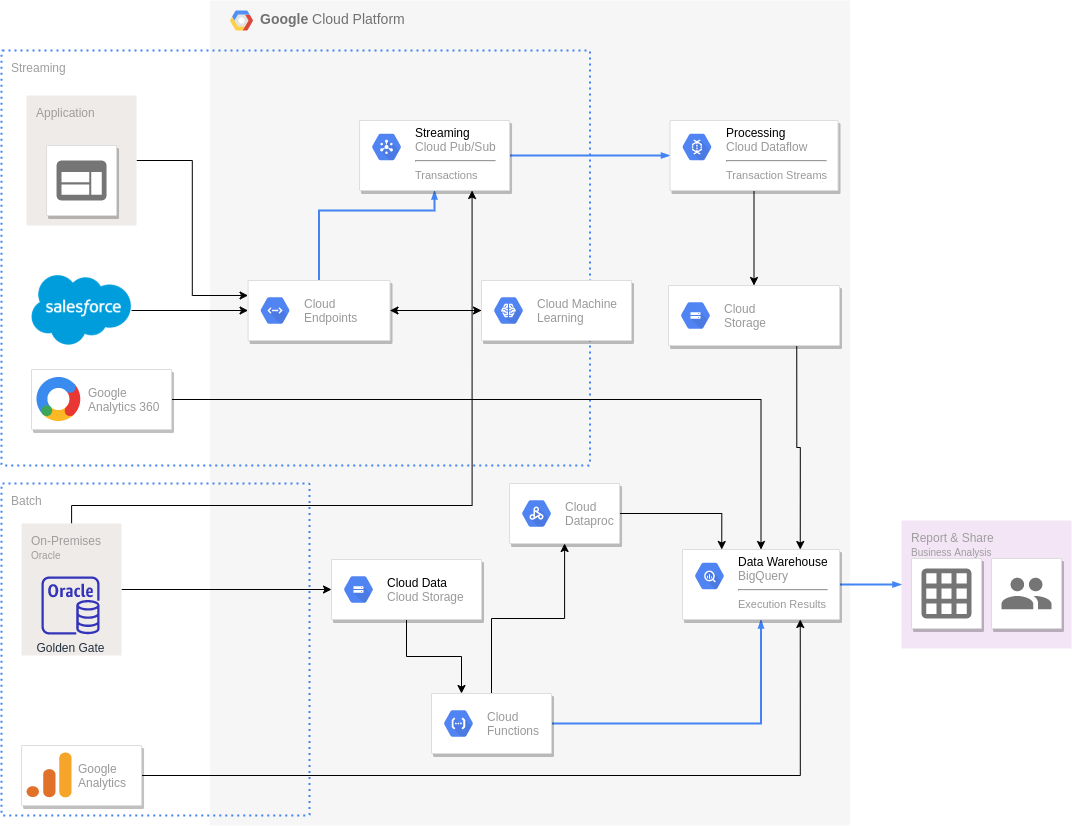 Google Cloud Platform
Streaming
Application
Streaming
Cloud Pub/Sub
Transactions
Processing
Cloud Dataflow
Transaction Streams
salesforce
Cloud
Endpoints
Cloud Machine
Learning
Cloud
Storage
Google
Analytics 360
Batch
On-Premises
Oracle
Oracle
Golden Gate
Cloud
Dataproc
Cloud Data
Cloud Storage
Data Warehouse
BigQuery
Execution Results
Report & Share
Business Analysis
Cloud
Functions
Google
Analytics